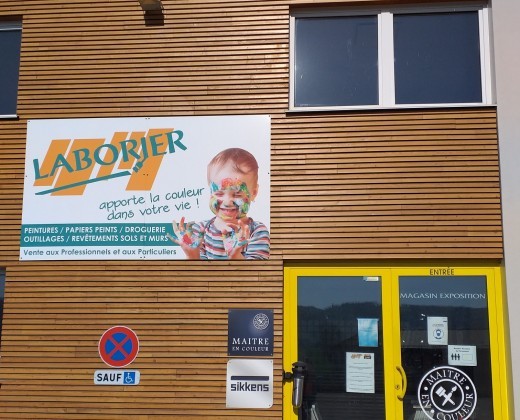 LABORIER
apporte la couleur
dans votre vie !
PEINTURES / PAPIERS PEINTS / DROGUERIE
OUTILLAGES / REVÊTEMENTS SOLS ET MURS
Vente aux Professionnels et aux Particuliers
SAUF
MAITRE
EN COULEUR
sikkens
ENTRÉE
MAGASIN EXPOSITION
MAITRE
EN COULEUR